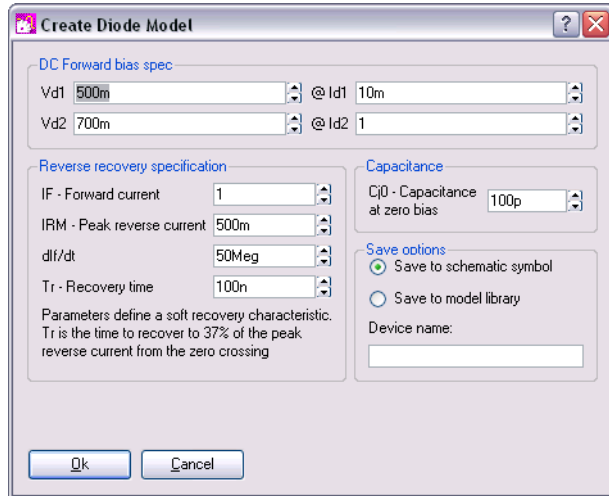 Create Diode Model
DC Forward bias spec
Vd1 500m @ Id1 10m
Vd2 700m @ Id2 1
Reverse recovery specification
IF - Forward current 1
IRM - Peak reverse current 500m
dIf/dt 50Meg
Tr - Recovery time 100n
Parameters define a soft recovery characteristic.
Tr is the time to recover to 37% of the peak
reverse current from the zero crossing
Capacitance
Cj0 - Capacitance
at zero bias 100p
Save options
Save to schematic symbol
Save to model library
Device name:
Ok Cancel